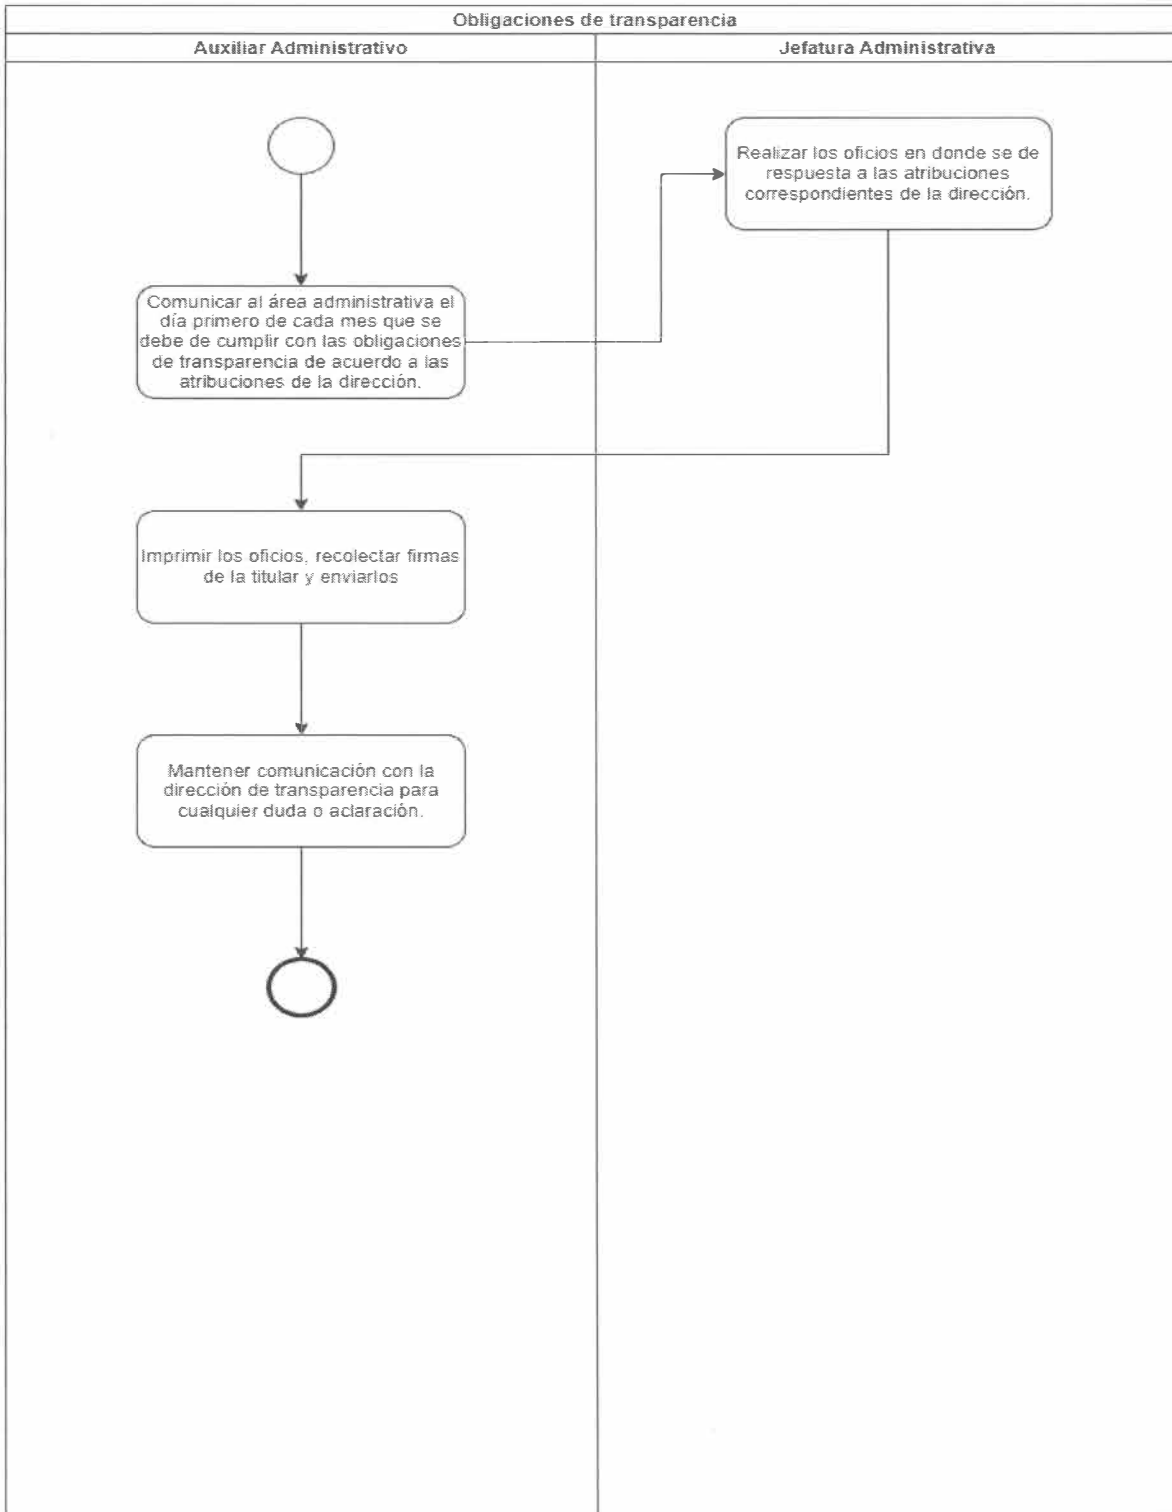 Obligaciones de transparencia
Auxiliar Administrativo
Jefatura Administrativa
Realizar los oficios en donde se de
respuesta a las atribuciones
correspondientes de la dirección.
Comunicar al área administrativa el
día primero de cada mes que se
debe de cumplir con las obligaciones
de transparencia de acuerdo a las
atribuciones de la dirección.
Imprimir los oficios, recolectar firmas
de la titular y enviarlos
Mantener comunicación con la
dirección de transparencia para
cualquier duda o aclaración.